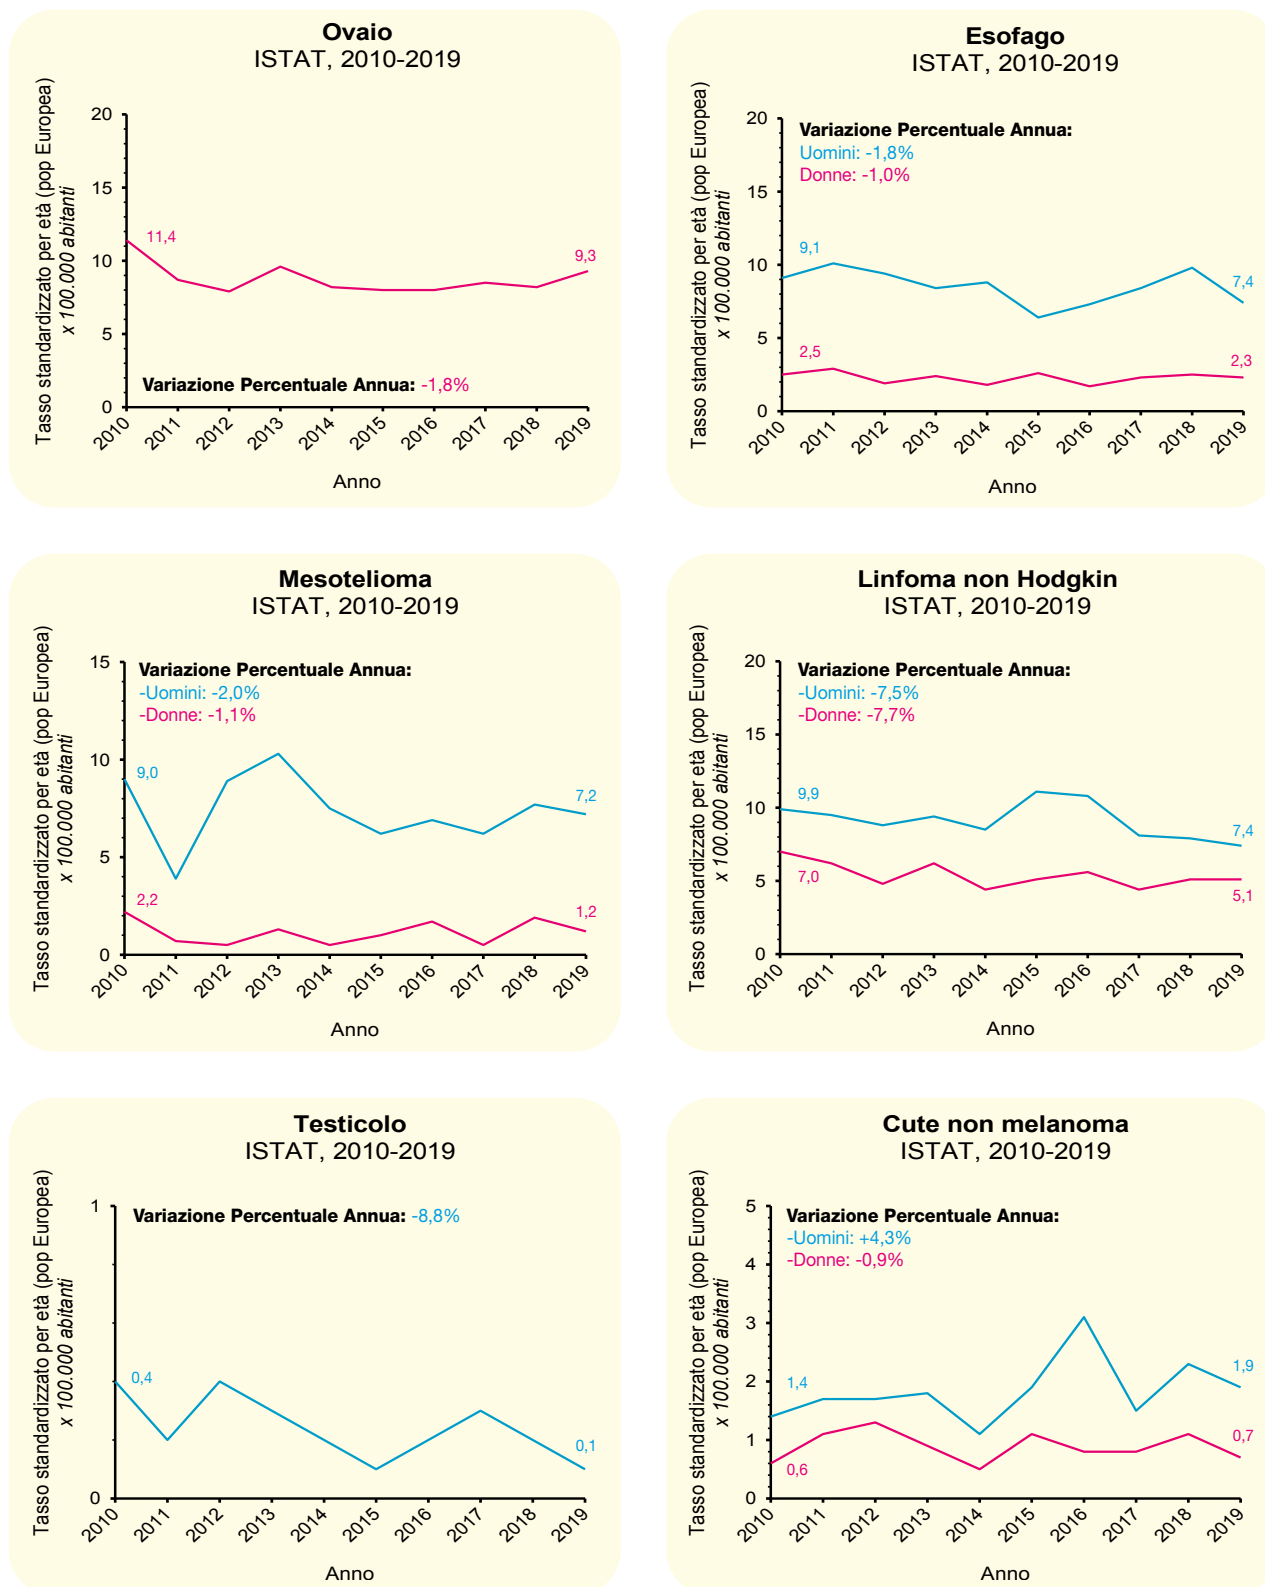 Ovaio
ISTAT, 2010-2019
Tasso standardizzato per età (pop Europea)
x 100.000 abitanti
20
15
10
5
0
11,4
9,3
Variazione Percentuale Annua: -1,8%
2010 2011 2012 2013 2014 2015 2016 2017 2018 2019
Anno
Esofago
ISTAT, 2010-2019
Tasso standardizzato per età (pop Europea)
x 100.000 abitanti
20
15
10
5
0
Variazione Percentuale Annua:
Uomini: -1,8%
Donne: -1,0%
9,1
7,4
2,5
2,3
2010 2011 2012 2013 2014 2015 2016 2017 2018 2019
Anno
Mesotelioma
ISTAT, 2010-2019
Tasso standardizzato per età (pop Europea)
x 100.000 abitanti
15
10
5
0
Variazione Percentuale Annua:
-Uomini: -2,0%
-Donne: -1,1%
9,0
7,2
2,2
1,2
2010 2011 2012 2013 2014 2015 2016 2017 2018 2019
Anno
Linfoma non Hodgkin
ISTAT, 2010-2019
Tasso standardizzato per età (pop Europea)
x 100.000 abitanti
20
15
10
5
0
Variazione Percentuale Annua:
-Uomini: -7,5%
-Donne: -7,7%
9,9
7,4
7,0
5,1
2010 2011 2012 2013 2014 2015 2016 2017 2018 2019
Anno
Testicolo
ISTAT, 2010-2019
Tasso standardizzato per età (pop Europea)
x 100.000 abitanti
1
0
Variazione Percentuale Annua: -8,8%
0,4
0,1
2010 2011 2012 2013 2014 2015 2016 2017 2018 2019
Anno
Cute non melanoma
ISTAT, 2010-2019
Tasso standardizzato per età (pop Europea)
x 100.000 abitanti
5
4
3
2
1
0
Variazione Percentuale Annua:
-Uomini: +4,3%
-Donne: -0,9%
1,4
1,9
0,6
0,7
2010 2011 2012 2013 2014 2015 2016 2017 2018 2019
Anno